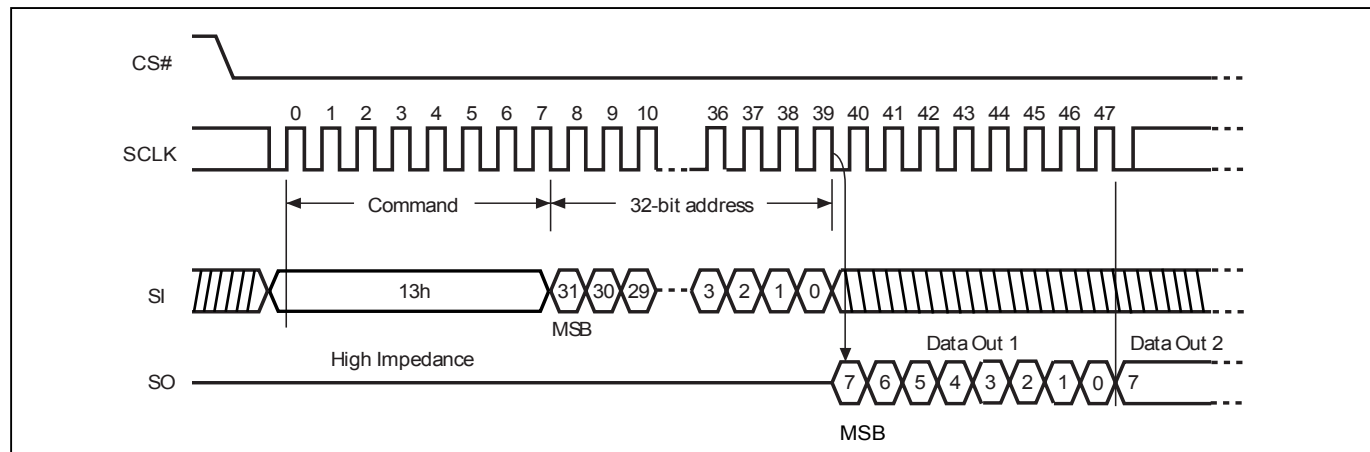 CS#
0 1 2 3 4 5 6 7 8 9 10 36 37 38 39 40 41 42 43 44 45 46 47
SCLK
Command 32-bit address
SI 13h 31 30 29 3 2 1 0
MSB
High Impedance Data Out 1 Data Out 2
SO 7 6 5 4 3 2 1 0 7
MSB